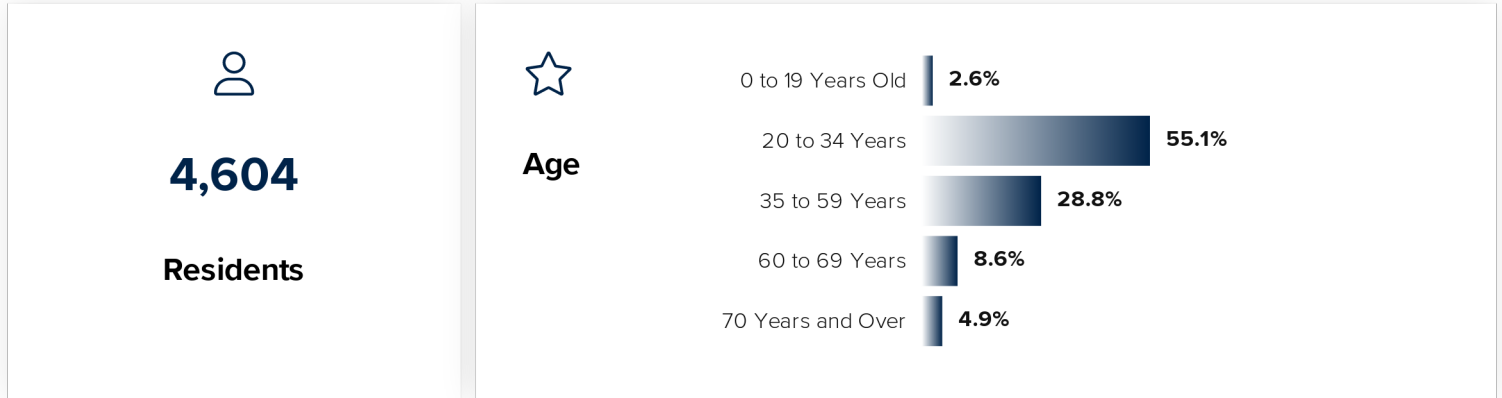 4,604
Residents
Age
0 to 19 Years Old 2.6%
20 to 34 Years 55.1%
35 to 59 Years 28.8%
60 to 69 Years 8.6%
70 Years and Over 4.9%